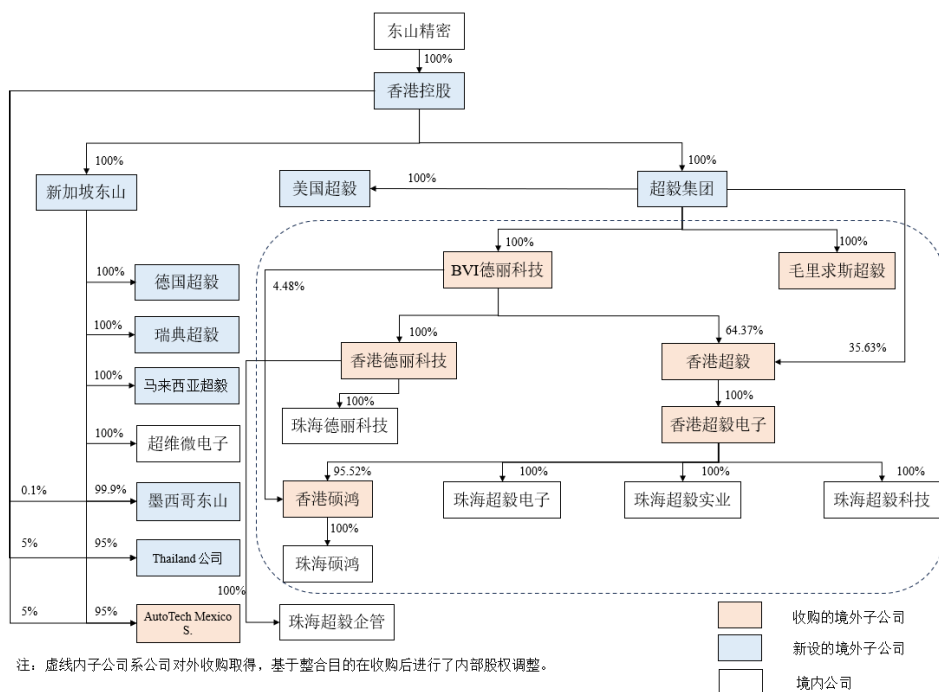 东山精密
100%
香港控股
100%
100%
新加坡东山
美国超毅
100%
超毅集团
100%
100%
BVI德丽科技
毛里求斯超毅
100%
德国超毅
4.48%
100%
瑞典超毅
100%
64.37%
35.63%
香港德丽科技
香港超毅
100%
马来西亚超毅
100%
100%
珠海德丽科技
香港超毅电子
100%
超维微电子
95.52%
100%
100%
100%
0.1%
99.9%
墨西哥东山
香港硕鸿
珠海超毅电子
珠海超毅实业
珠海超毅科技
100%
5%
95%
Thailand 公司
珠海硕鸿
100%
5%
95%
AutoTech Mexico
S.
珠海超毅企管
收购的境外子公司
新设的境外子公司
境内公司
注：虚线内子公司系公司对外收购取得，基于整合目的在收购后进行了内部股权调整。